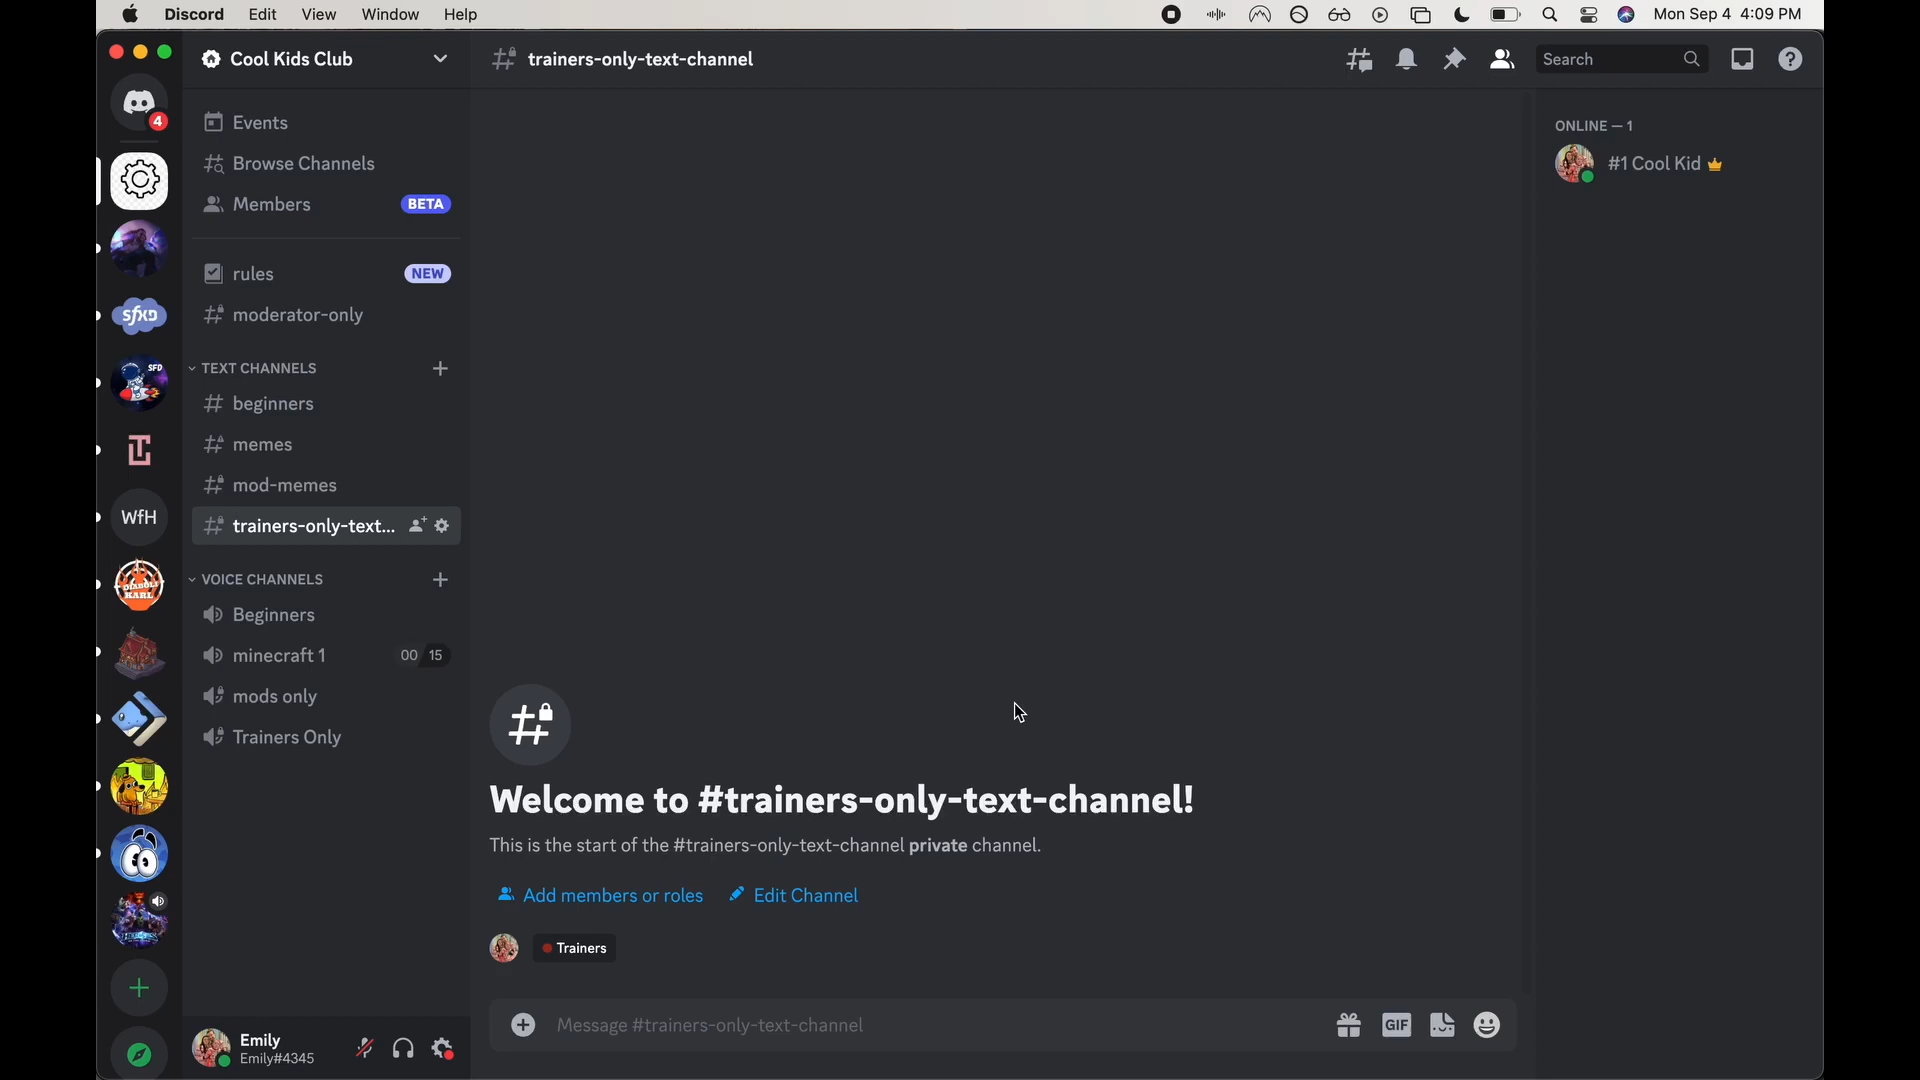 Discord Edit View Window Help
Mon Sep 4 4:09 PM
Cool Kids Club
trainers-only-text-channel
Search
4
Events
Browse Channels
Members BETA
rules NEW
moderator-only
TEXT CHANNELS
beginners
memes
mod-memes
trainers-only-text...
VOICE CHANNELS
Beginners
minecraft 1 00 15
mods only
Trainers Only
sfxD
SFD
WfH
DIABOLI
KARL
ONLINE — 1
#1 Cool Kid
Welcome to #trainers-only-text-channel!
This is the start of the #trainers-only-text-channel private channel.
Add members or roles Edit Channel
Trainers
Message #trainers-only-text-channel
GIF
Emily
Emily#4345